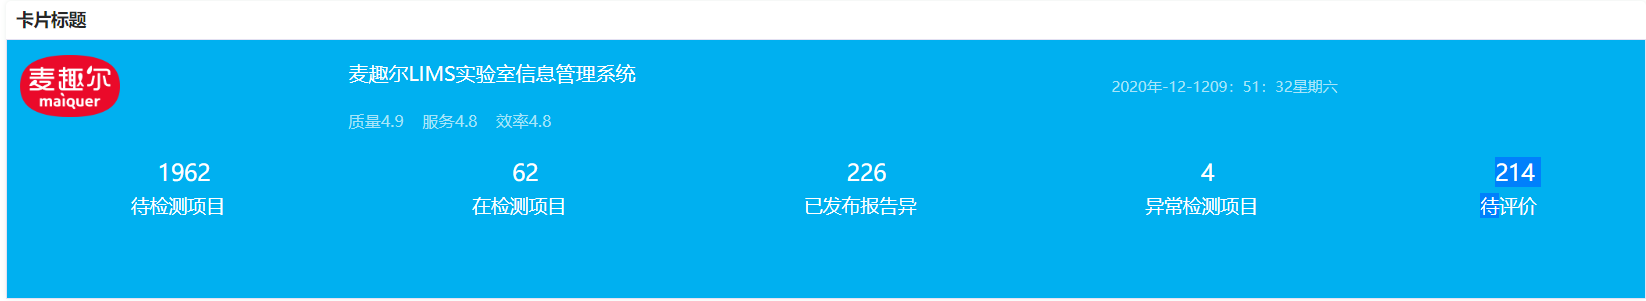 卡片标题
麦趣尔
maiquer
麦趣尔LIMS实验室信息管理系统
2020年-12-1209：51：32星期六
质量4.9 服务4.8 效率4.8
1962 62 226 4 214
待检测项目 在检测项目 已发布报告异 异常检测项目 待评价